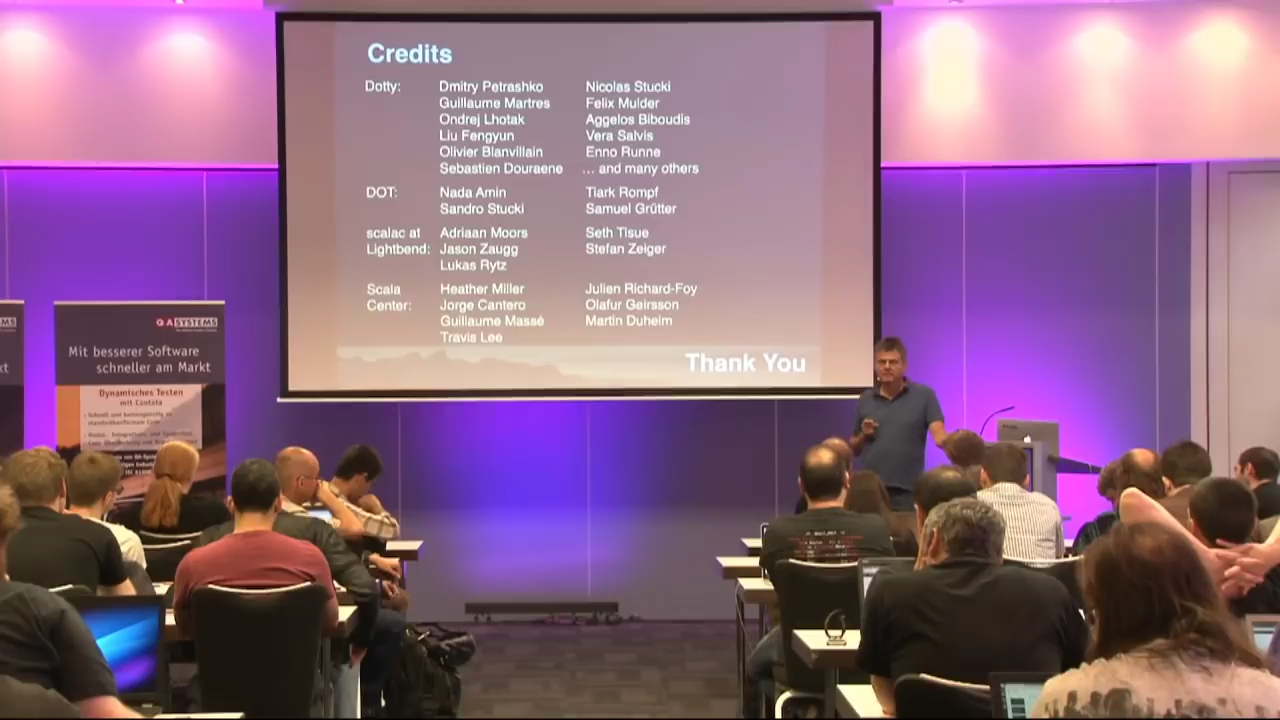 Credits
Dotty: Dmitry Petrashko Nicolas Stucki
Guillaume Martres Felix Mulder
Ondrej Lhotak Aggelos Biboudis
Liu Fengyun Vera Salvis
Olivier Blanvillain Enno Runne
Sebastien Douraene ... and many others
DOT: Nada Amin Tiark Rompf
Sandro Stucki Samuel Grütter
scalac at Adriaan Moors Seth Tisue
Lightbend: Jason Zaugg Stefan Zeiger
Lukas Rytz
Scala Heather Miller Julien Richard-Foy
Center: Jorge Cantero Olafur Geirsson
Guillaume Massé Martin Duheim
Travis Lee
Thank You
QA SYSTEMS
Mit besserer Software
schneller am Markt
Dynamisches Testen
mit Cantata